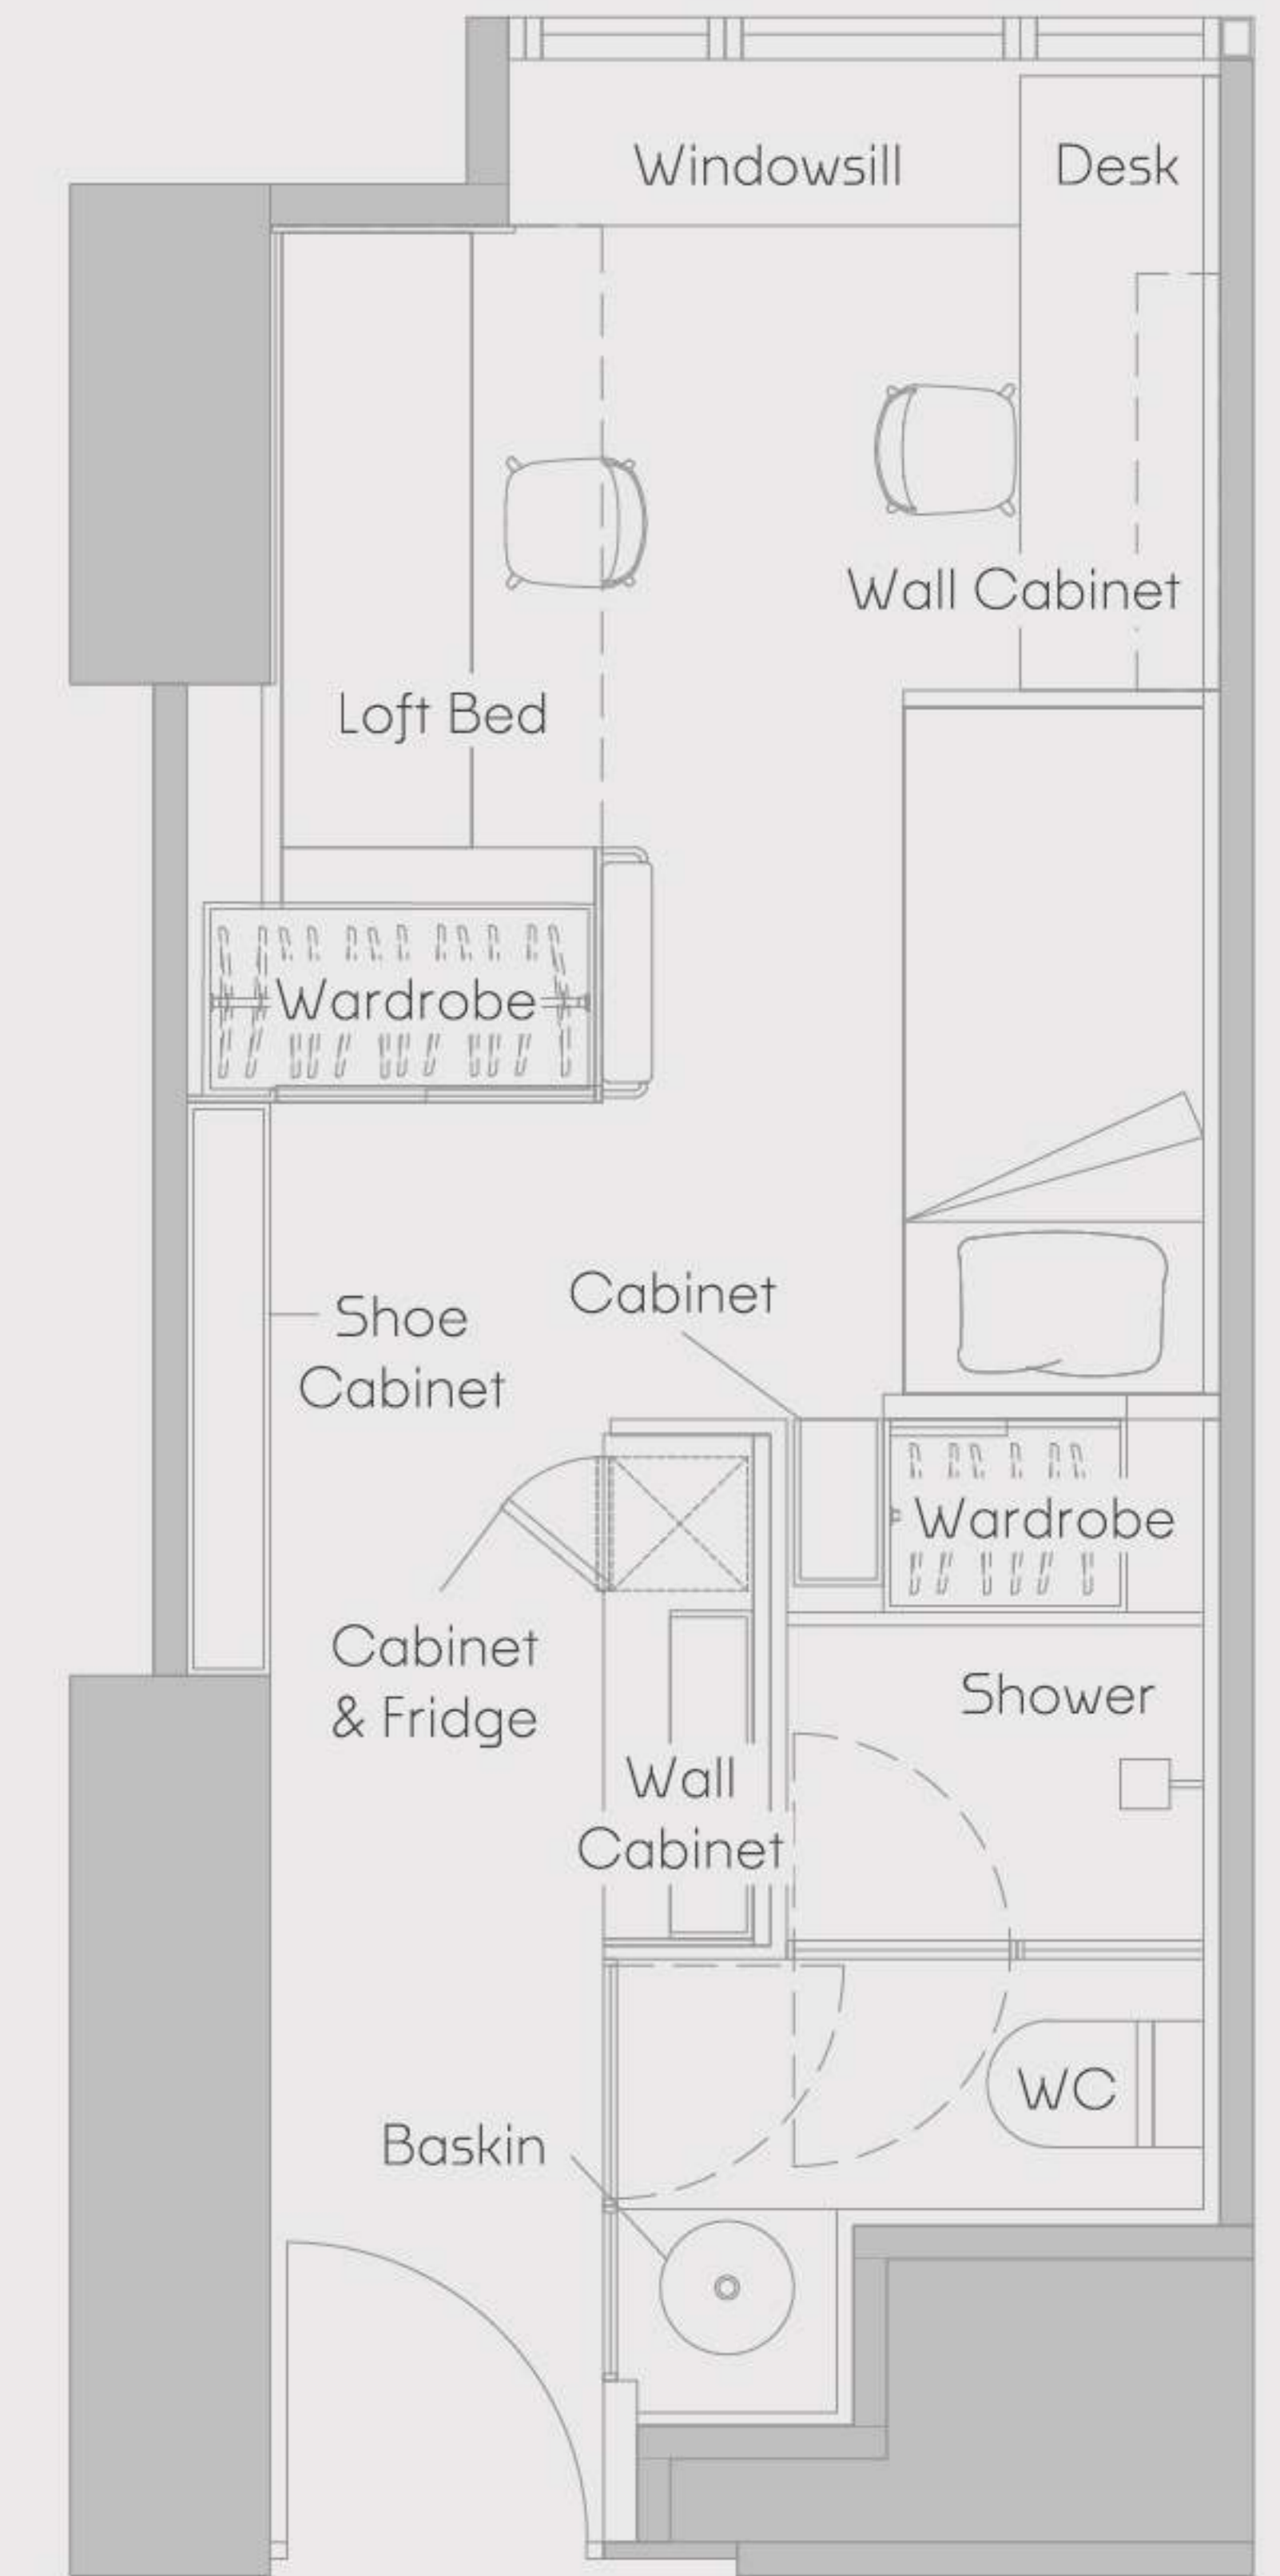 Windowsill
Desk
Wall Cabinet
Loft Bed
Wardrobe
Cabinet
Shoe
Cabinet
Wardrobe
Cabinet
& Fridge
Shower
Wall
Cabinet
WC
Baskin